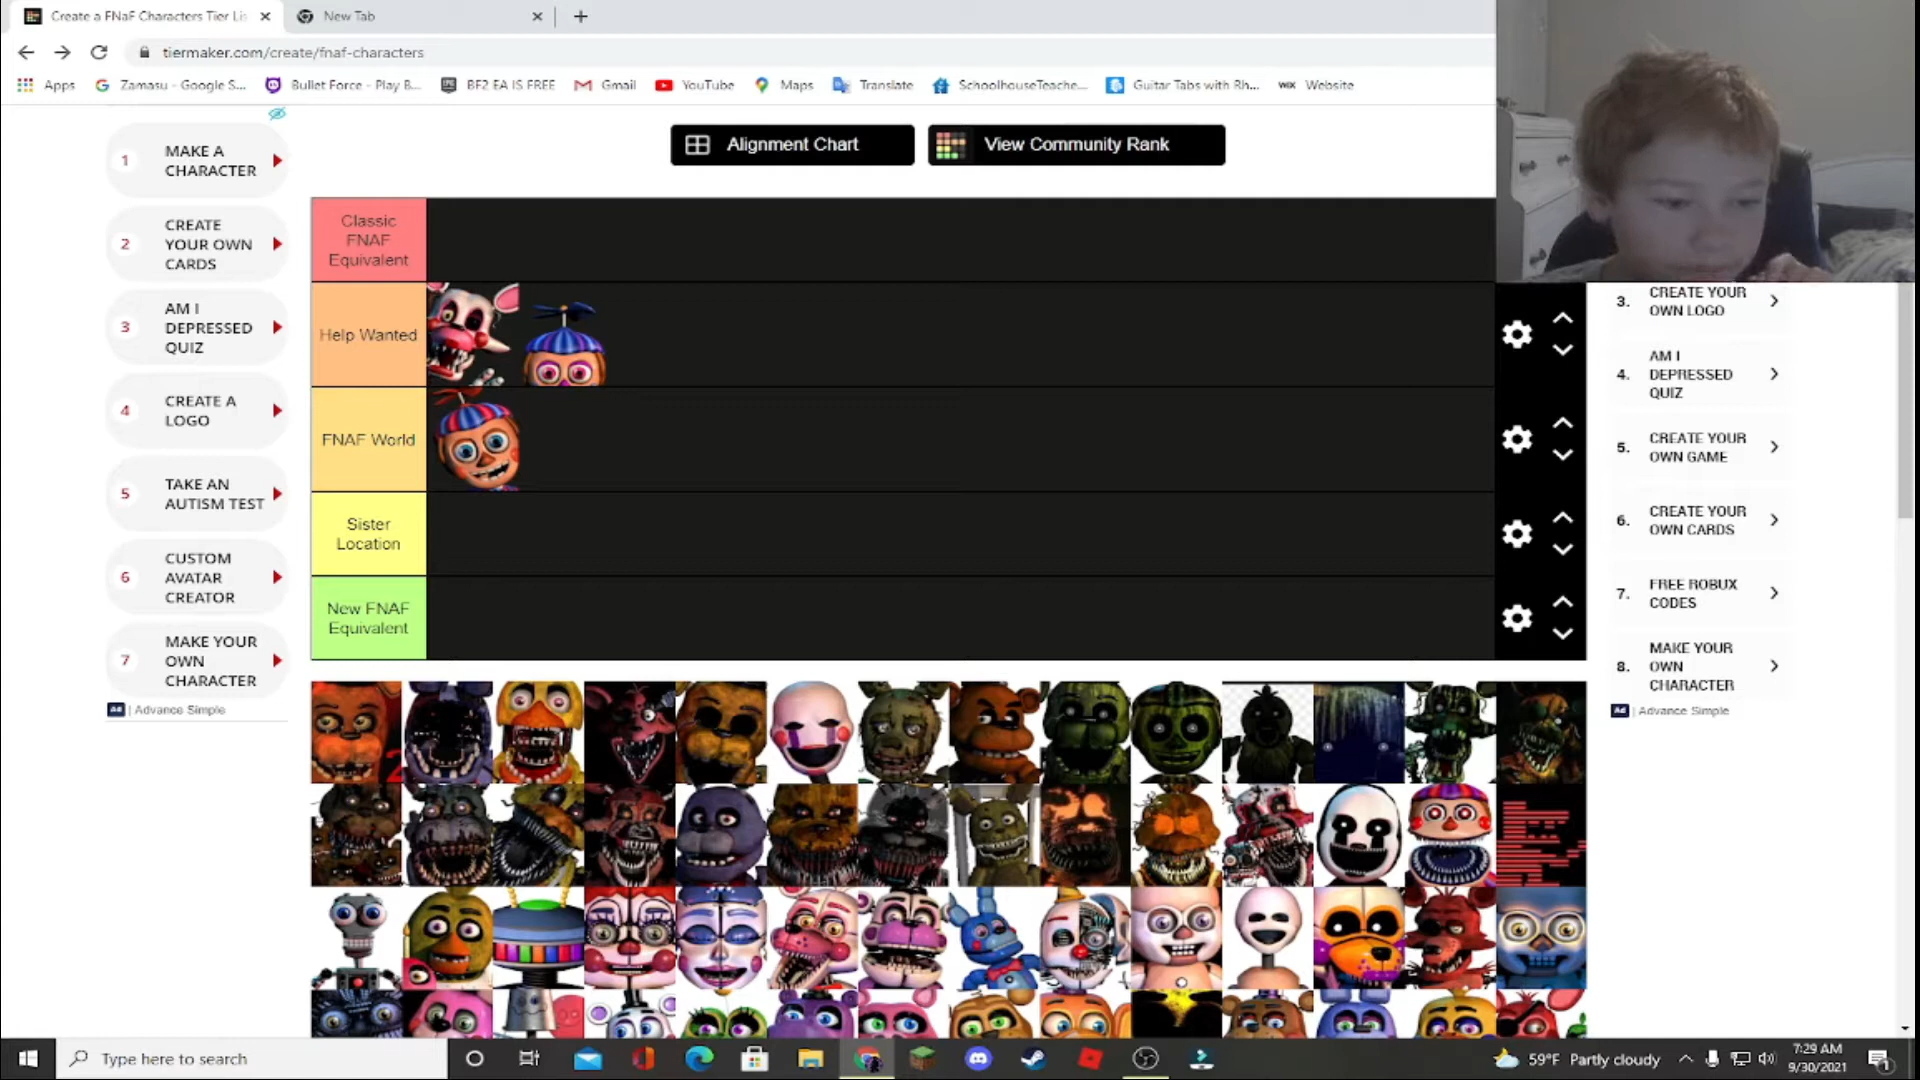 Create a FNaF Characters Tier Lis
New Tab
tiermaker.com/create/fnaf-characters
Apps
Zamasu - Google S...
Bullet Force - Play B...
BF2 EA IS FREE
Gmail
YouTube
Maps
Translate
SchoolhouseTeache...
Guitar Tabs with Rh...
WIX
Website
Alignment Chart
View Community Rank
1
MAKE A
CHARACTER
2
CREATE
YOUR OWN
CARDS
3
AM I
DEPRESSED
QUIZ
4
CREATE A
LOGO
5
TAKE AN
AUTISM TEST
6
CUSTOM
AVATAR
CREATOR
7
MAKE YOUR
OWN
CHARACTER
Ad | Advance Simple
Classic
FNAF
Equivalent
Help Wanted
FNAF World
Sister
Location
New FNAF
Equivalent
3.
CREATE YOUR
OWN LOGO
4.
AM I
DEPRESSED
QUIZ
5.
CREATE YOUR
OWN GAME
6.
CREATE YOUR
OWN CARDS
7.
FREE ROBUX
CODES
8.
MAKE YOUR
OWN
CHARACTER
Ad | Advance Simple
Type here to search
59°F Partly cloudy
7:29 AM
9/30/2021
1